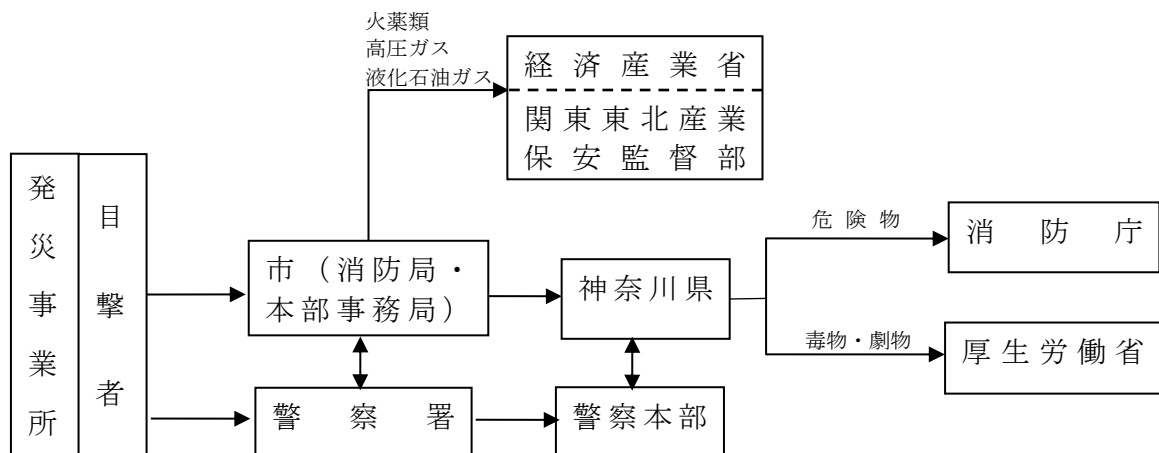 火薬類
高圧ガス
液化石油ガス
経済産業省
関東東北産業
保安監督部
発災事業所
目撃者
市（消防局・
本部事務局）
神奈川県
危険物
消防庁
毒物・劇物
厚生労働省
警察署
警察本部